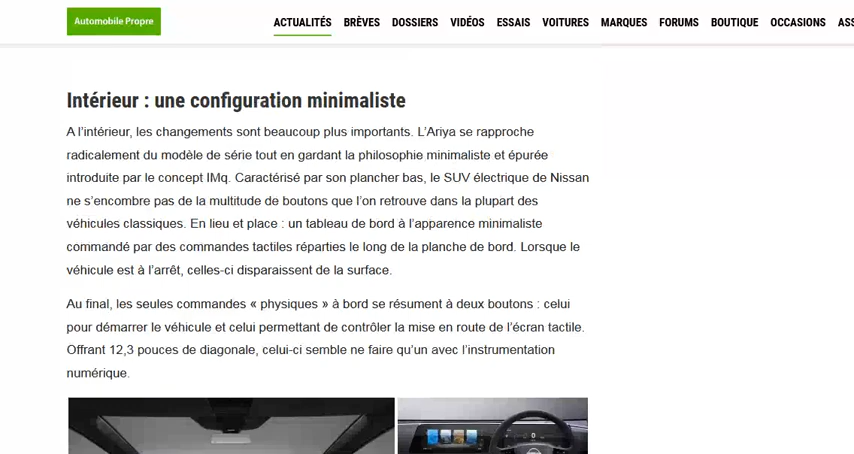 Automobile Propre
ACTUALITÉS BRÈVES DOSSIERS VIDÉOS ESSAIS VOITURES MARQUES FORUMS BOUTIQUE OCCASIONS ASS
Intérieur : une configuration minimaliste
A l’intérieur, les changements sont beaucoup plus importants. L’Ariya se rapproche
radicalement du modèle de série tout en gardant la philosophie minimaliste et épurée
introduite par le concept IMq. Caractérisé par son plancher bas, le SUV électrique de Nissan
ne s’encombre pas de la multitude de boutons que l’on retrouve dans la plupart des
véhicules classiques. En lieu et place : un tableau de bord à l’apparence minimaliste
commandé par des commandes tactiles réparties le long de la planche de bord. Lorsque le
véhicule est à l’arrêt, celles-ci disparaissent de la surface.
Au final, les seules commandes « physiques » à bord se résument à deux boutons : celui
pour démarrer le véhicule et celui permettant de contrôler la mise en route de l’écran tactile.
Offrant 12,3 pouces de diagonale, celui-ci semble ne faire qu’un avec l’instrumentation
numérique.